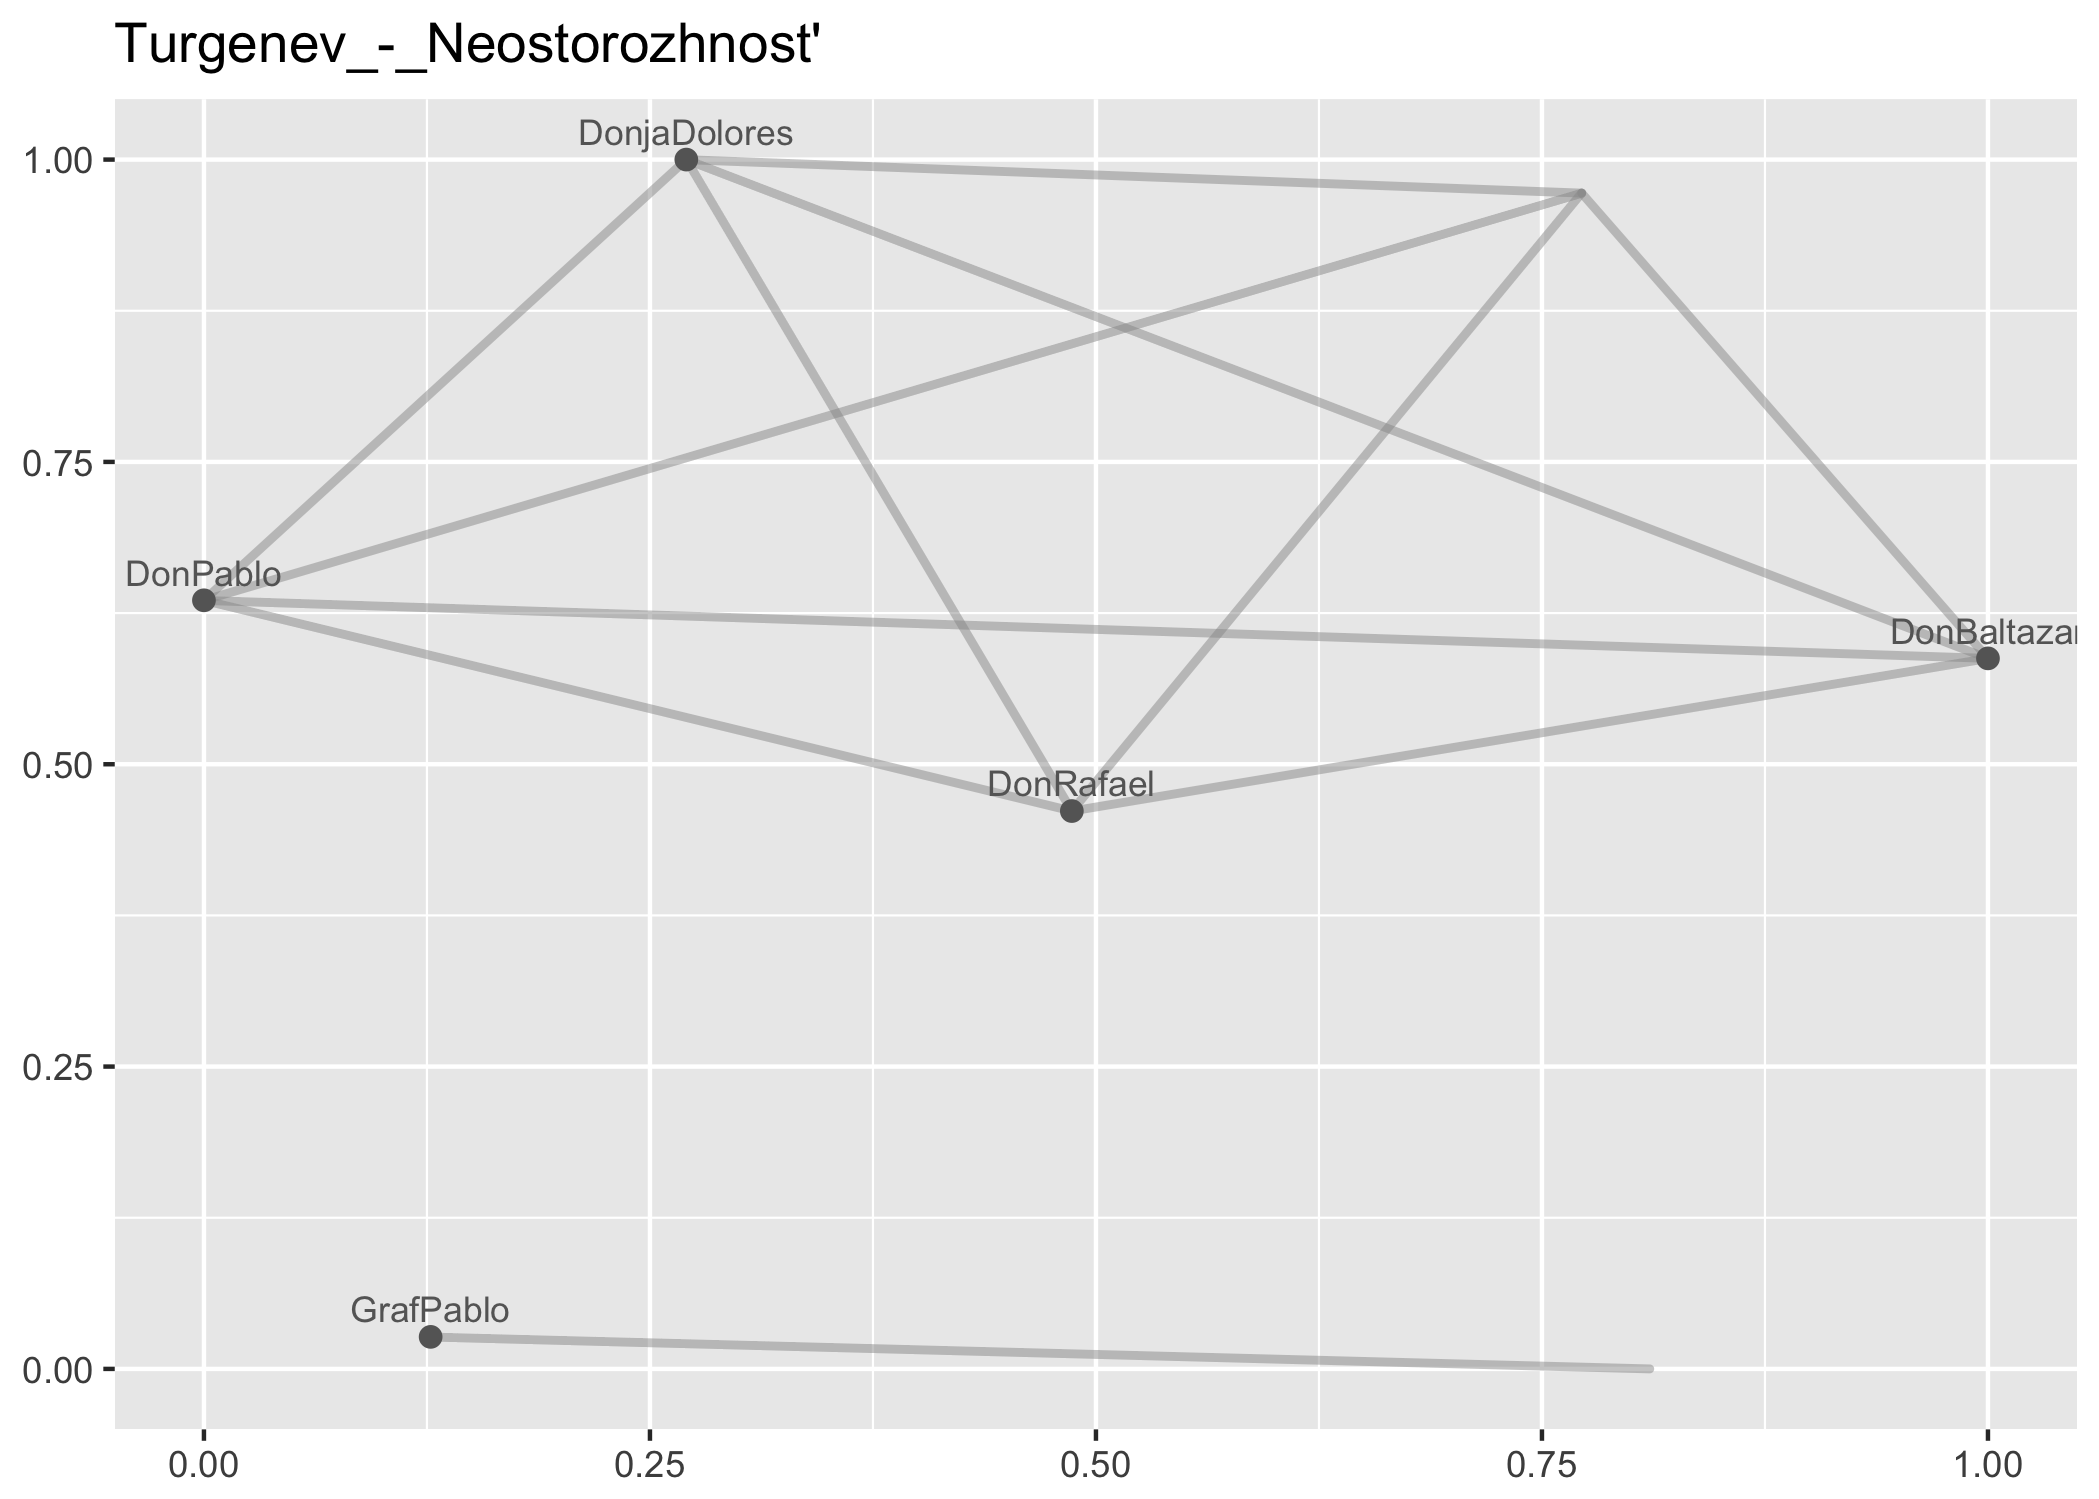 Turgenev_-_Neostorozhnost'
DonjaDolores
1.00
0.75
DonPablo
DonBaltazar
0.50
DonRafael
0.25
GrafPablo
0.00
0.00 0.25 0.50 0.75 1.00